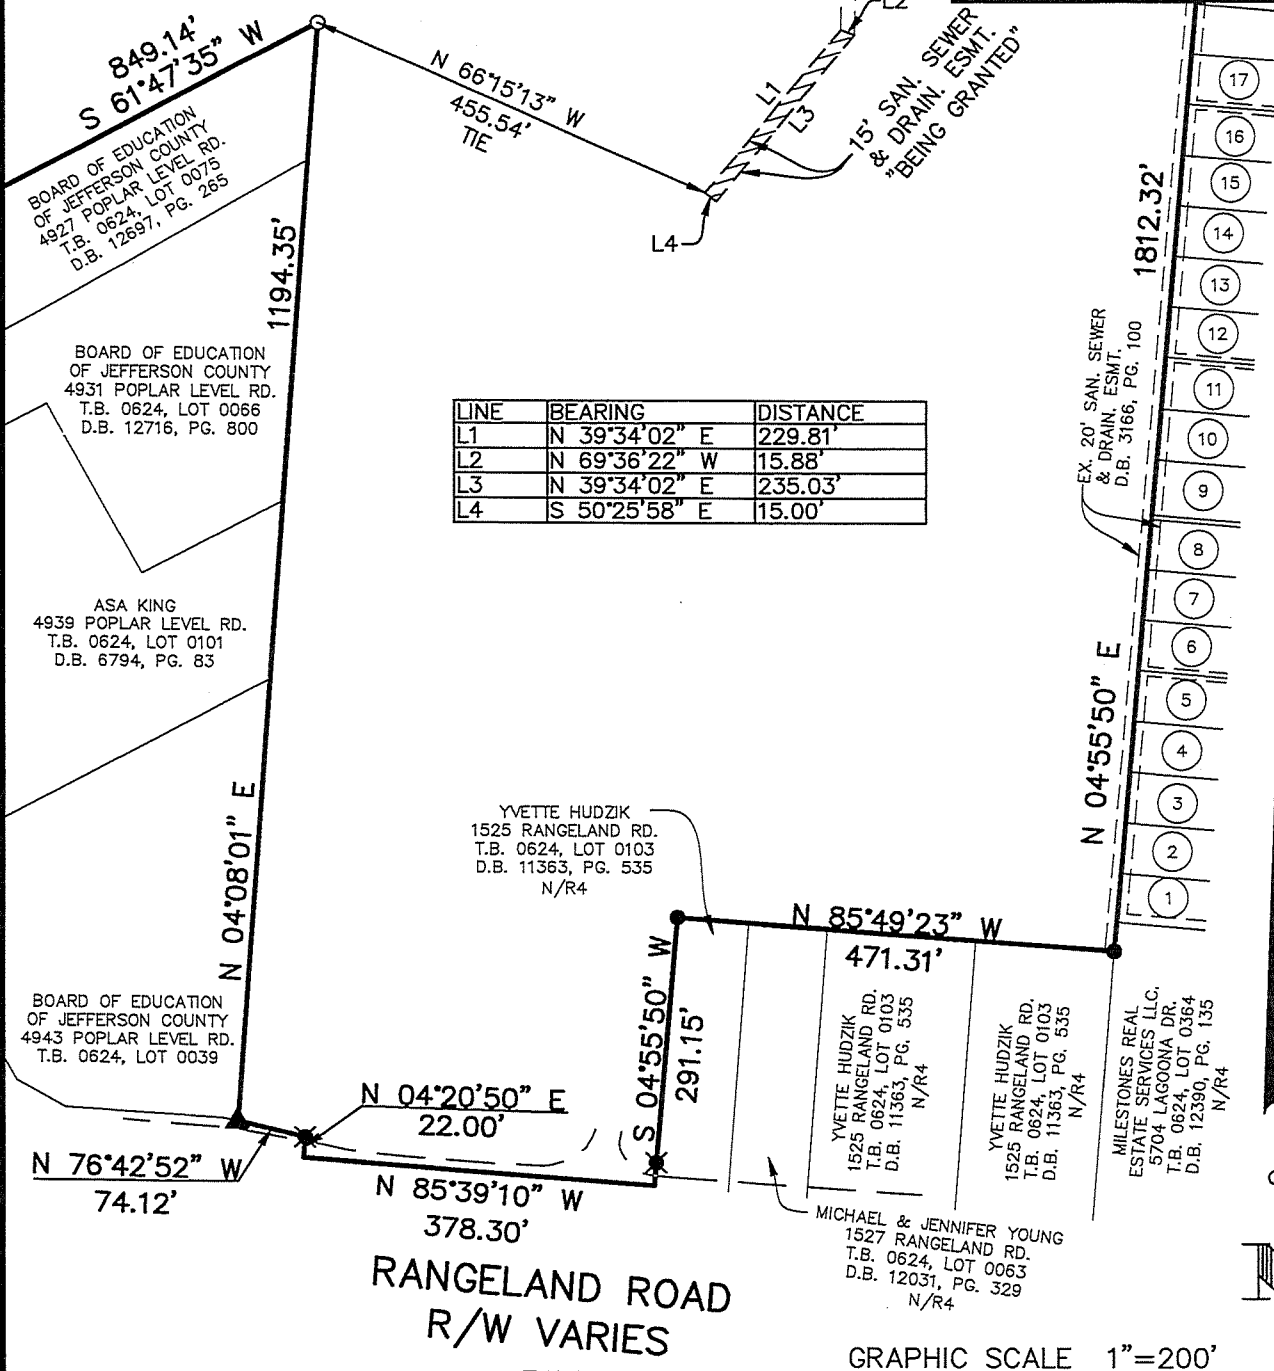 849.14'
S 61°47'35" W
BOARD OF EDUCATION
OF JEFFERSON COUNTY
4927 POPLAR LEVEL RD.
T.B. 0624, LOT 0075
D.B. 12697, PG. 265
N 66°15'13" W
455.54'
TIE
L2
L1
L3
L4
15' SAN. SEWER
& DRAIN. ESMT.
"BEING GRANTED"
1194.35'
N 04°08'01" E
1812.32'
N 04°55'50" E
EX. 20' SAN. SEWER
& DRAIN. ESMT.
D.B. 3166, PG. 100
17
16
15
14
13
12
11
10
9
8
7
6
5
4
3
2
1
BOARD OF EDUCATION
OF JEFFERSON COUNTY
4931 POPLAR LEVEL RD.
T.B. 0624, LOT 0066
D.B. 12716, PG. 800
LINE BEARING DISTANCE
L1 N 39°34'02" E 229.81'
L2 N 69°36'22" W 15.88'
L3 N 39°34'02" E 235.03'
L4 S 50°25'58" E 15.00'
ASA KING
4939 POPLAR LEVEL RD.
T.B. 0624, LOT 0101
D.B. 6794, PG. 83
YVETTE HUDZIK
1525 RANGELAND RD.
T.B. 0624, LOT 0103
D.B. 11363, PG. 535
N/R4
N 85°49'23" W
471.31'
S 04°55'50" W
291.15'
BOARD OF EDUCATION
OF JEFFERSON COUNTY
4943 POPLAR LEVEL RD.
T.B. 0624, LOT 0039
N 04°20'50" E
22.00'
N 76°42'52" W
74.12'
N 85°39'10" W
378.30'
YVETTE HUDZIK
1525 RANGELAND RD.
T.B. 0624, LOT 0103
D.B. 11363, PG. 535
N/R4
YVETTE HUDZIK
1525 RANGELAND RD.
T.B. 0624, LOT 0103
D.B. 11363, PG. 535
N/R4
MILESTONES REAL
ESTATE SERVICES LLC.
5704 LAGOONA DR.
T.B. 0624, LOT 0364
D.B. 12390, PG. 135
N/R4
MICHAEL & JENNIFER YOUNG
1527 RANGELAND RD.
T.B. 0624, LOT 0063
D.B. 12031, PG. 329
N/R4
RANGELAND ROAD
R/W VARIES
GRAPHIC SCALE 1"=200'